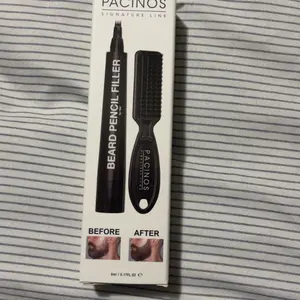 PACINOS
SIGNATURE LINE
BEARD PENCIL FILLER
PACINOS
BEFORE
AFTER